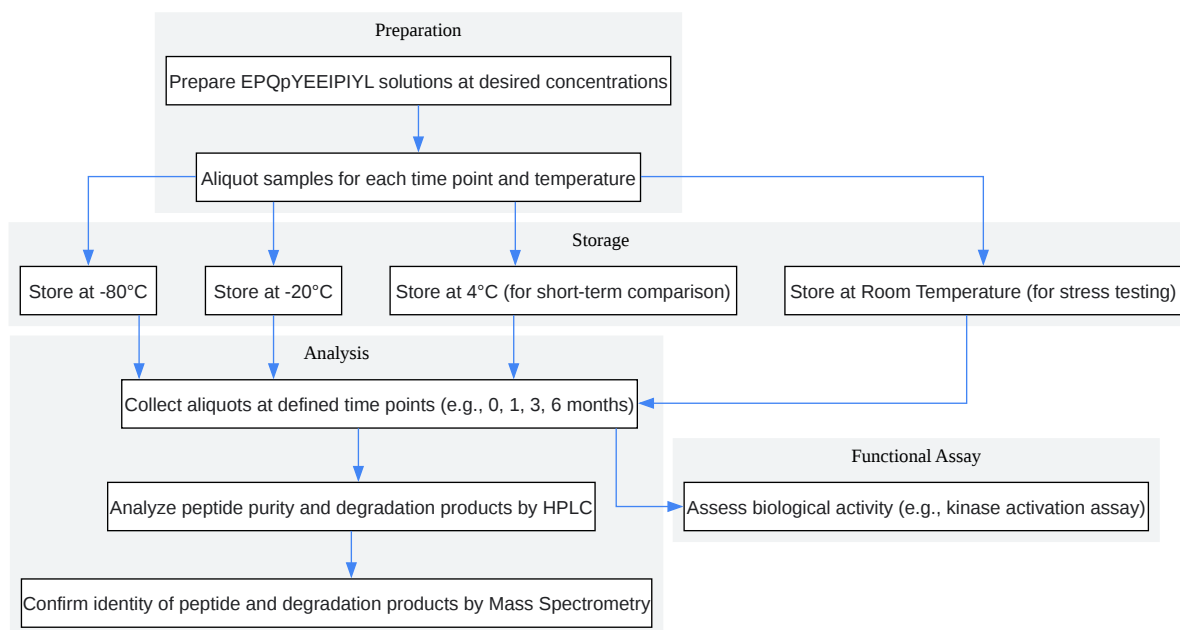 Preparation
Prepare EPQpYEEIPIYL solutions at desired concentrations
Aliquot samples for each time point and temperature
Storage
Store at -80°C
Store at -20°C
Store at 4°C (for short-term comparison)
Store at Room Temperature (for stress testing)
Analysis
Collect aliquots at defined time points (e.g., 0, 1, 3, 6 months)
Functional Assay
Analyze peptide purity and degradation products by HPLC
Assess biological activity (e.g., kinase activation assay)
Confirm identity of peptide and degradation products by Mass Spectrometry